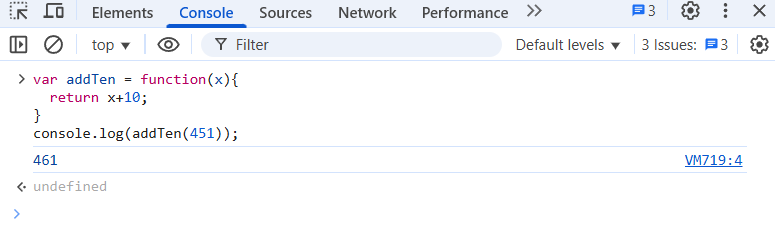 Elements Console Sources Network Performance 3
top Filter Default levels 3 Issues: 3
var addTen = function(x){
  return x+10;
}
console.log(addTen(451));
461 VM719:4
undefined